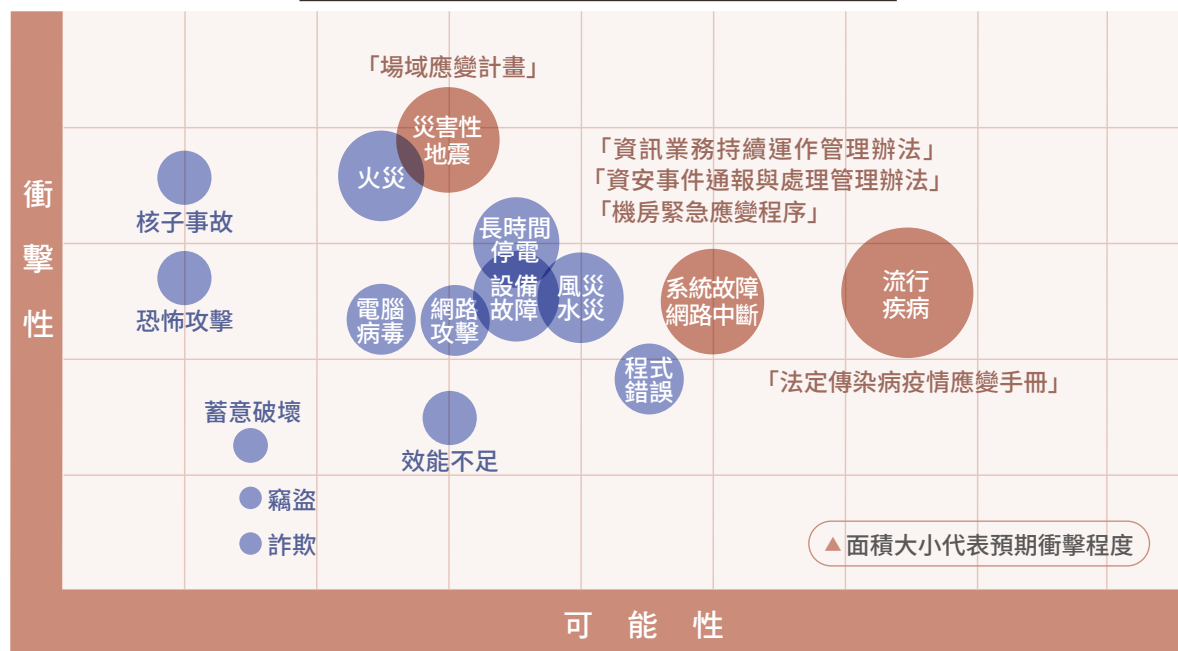 衝擊性
「場域應變計畫」
災害性
地震
火災
「資訊業務持續運作管理辦法」
「資安事件通報與處理管理辦法」
「機房緊急應變程序」
核子事故
長時間
停電
恐怖攻擊
電腦
病毒
網路
攻擊
設備
故障
風災
水災
系統故障
網路中斷
流行
疾病
程式
錯誤
「法定傳染病疫情應變手冊」
蓄意破壞
效能不足
竊盜
詐欺
▲面積大小代表預期衝擊程度
可能性